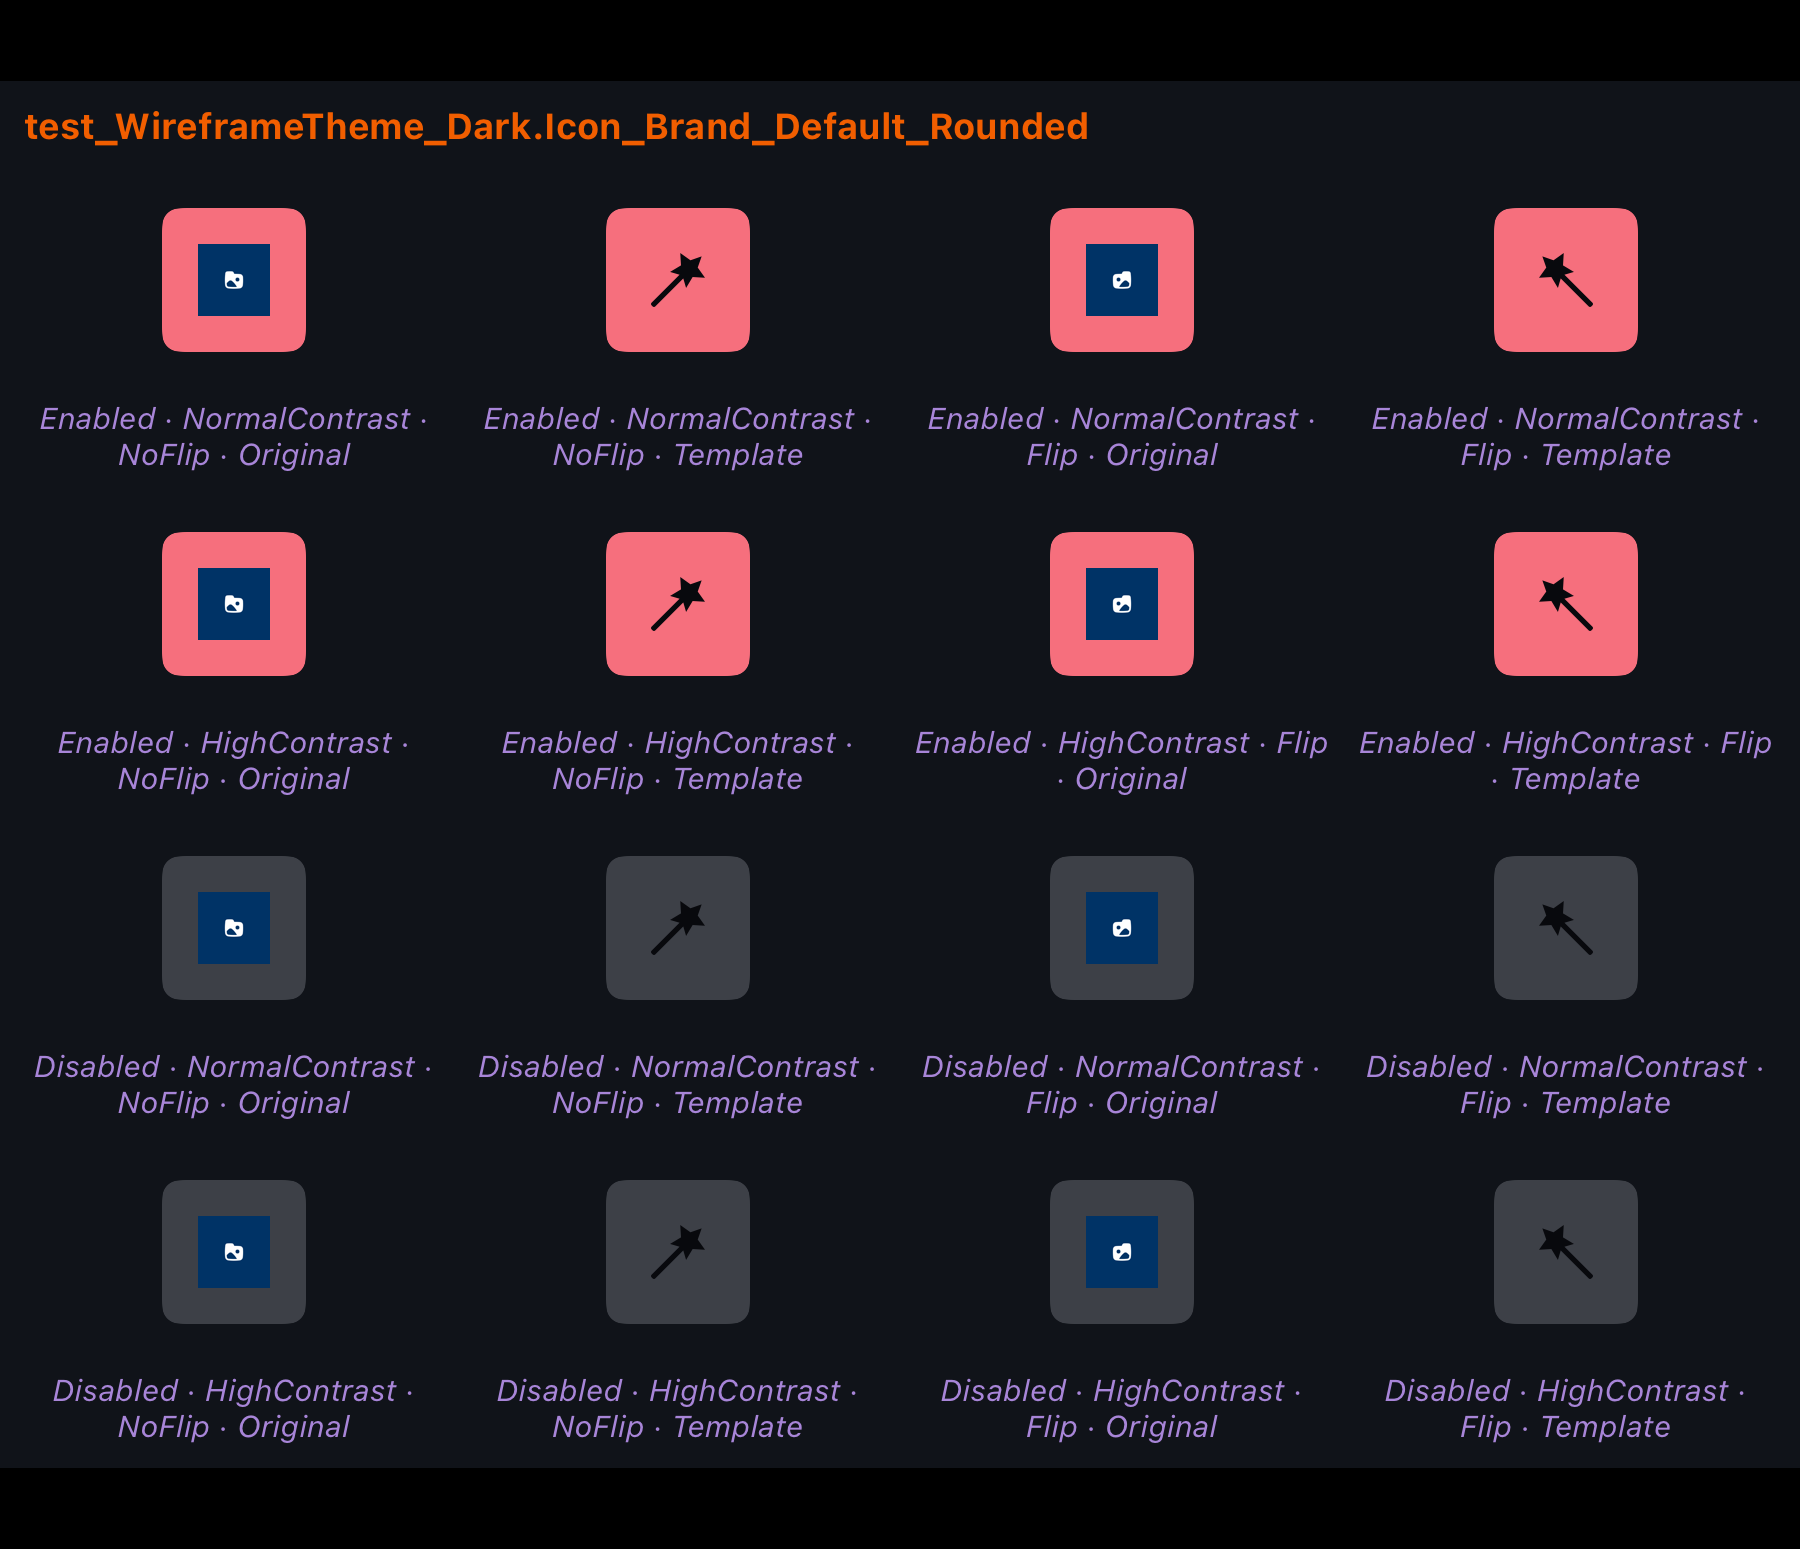 test_WireframeTheme_Dark.Icon_Brand_Default_Rounded
Enabled · NormalContrast ·
NoFlip · Original
Enabled · NormalContrast ·
NoFlip · Template
Enabled · NormalContrast ·
Flip · Original
Enabled · NormalContrast ·
Flip · Template
Enabled · HighContrast ·
NoFlip · Original
Enabled · HighContrast ·
NoFlip · Template
Enabled · HighContrast · Flip
· Original
Enabled · HighContrast · Flip
· Template
Disabled · NormalContrast ·
NoFlip · Original
Disabled · NormalContrast ·
NoFlip · Template
Disabled · NormalContrast ·
Flip · Original
Disabled · NormalContrast ·
Flip · Template
Disabled · HighContrast ·
NoFlip · Original
Disabled · HighContrast ·
NoFlip · Template
Disabled · HighContrast ·
Flip · Original
Disabled · HighContrast ·
Flip · Template